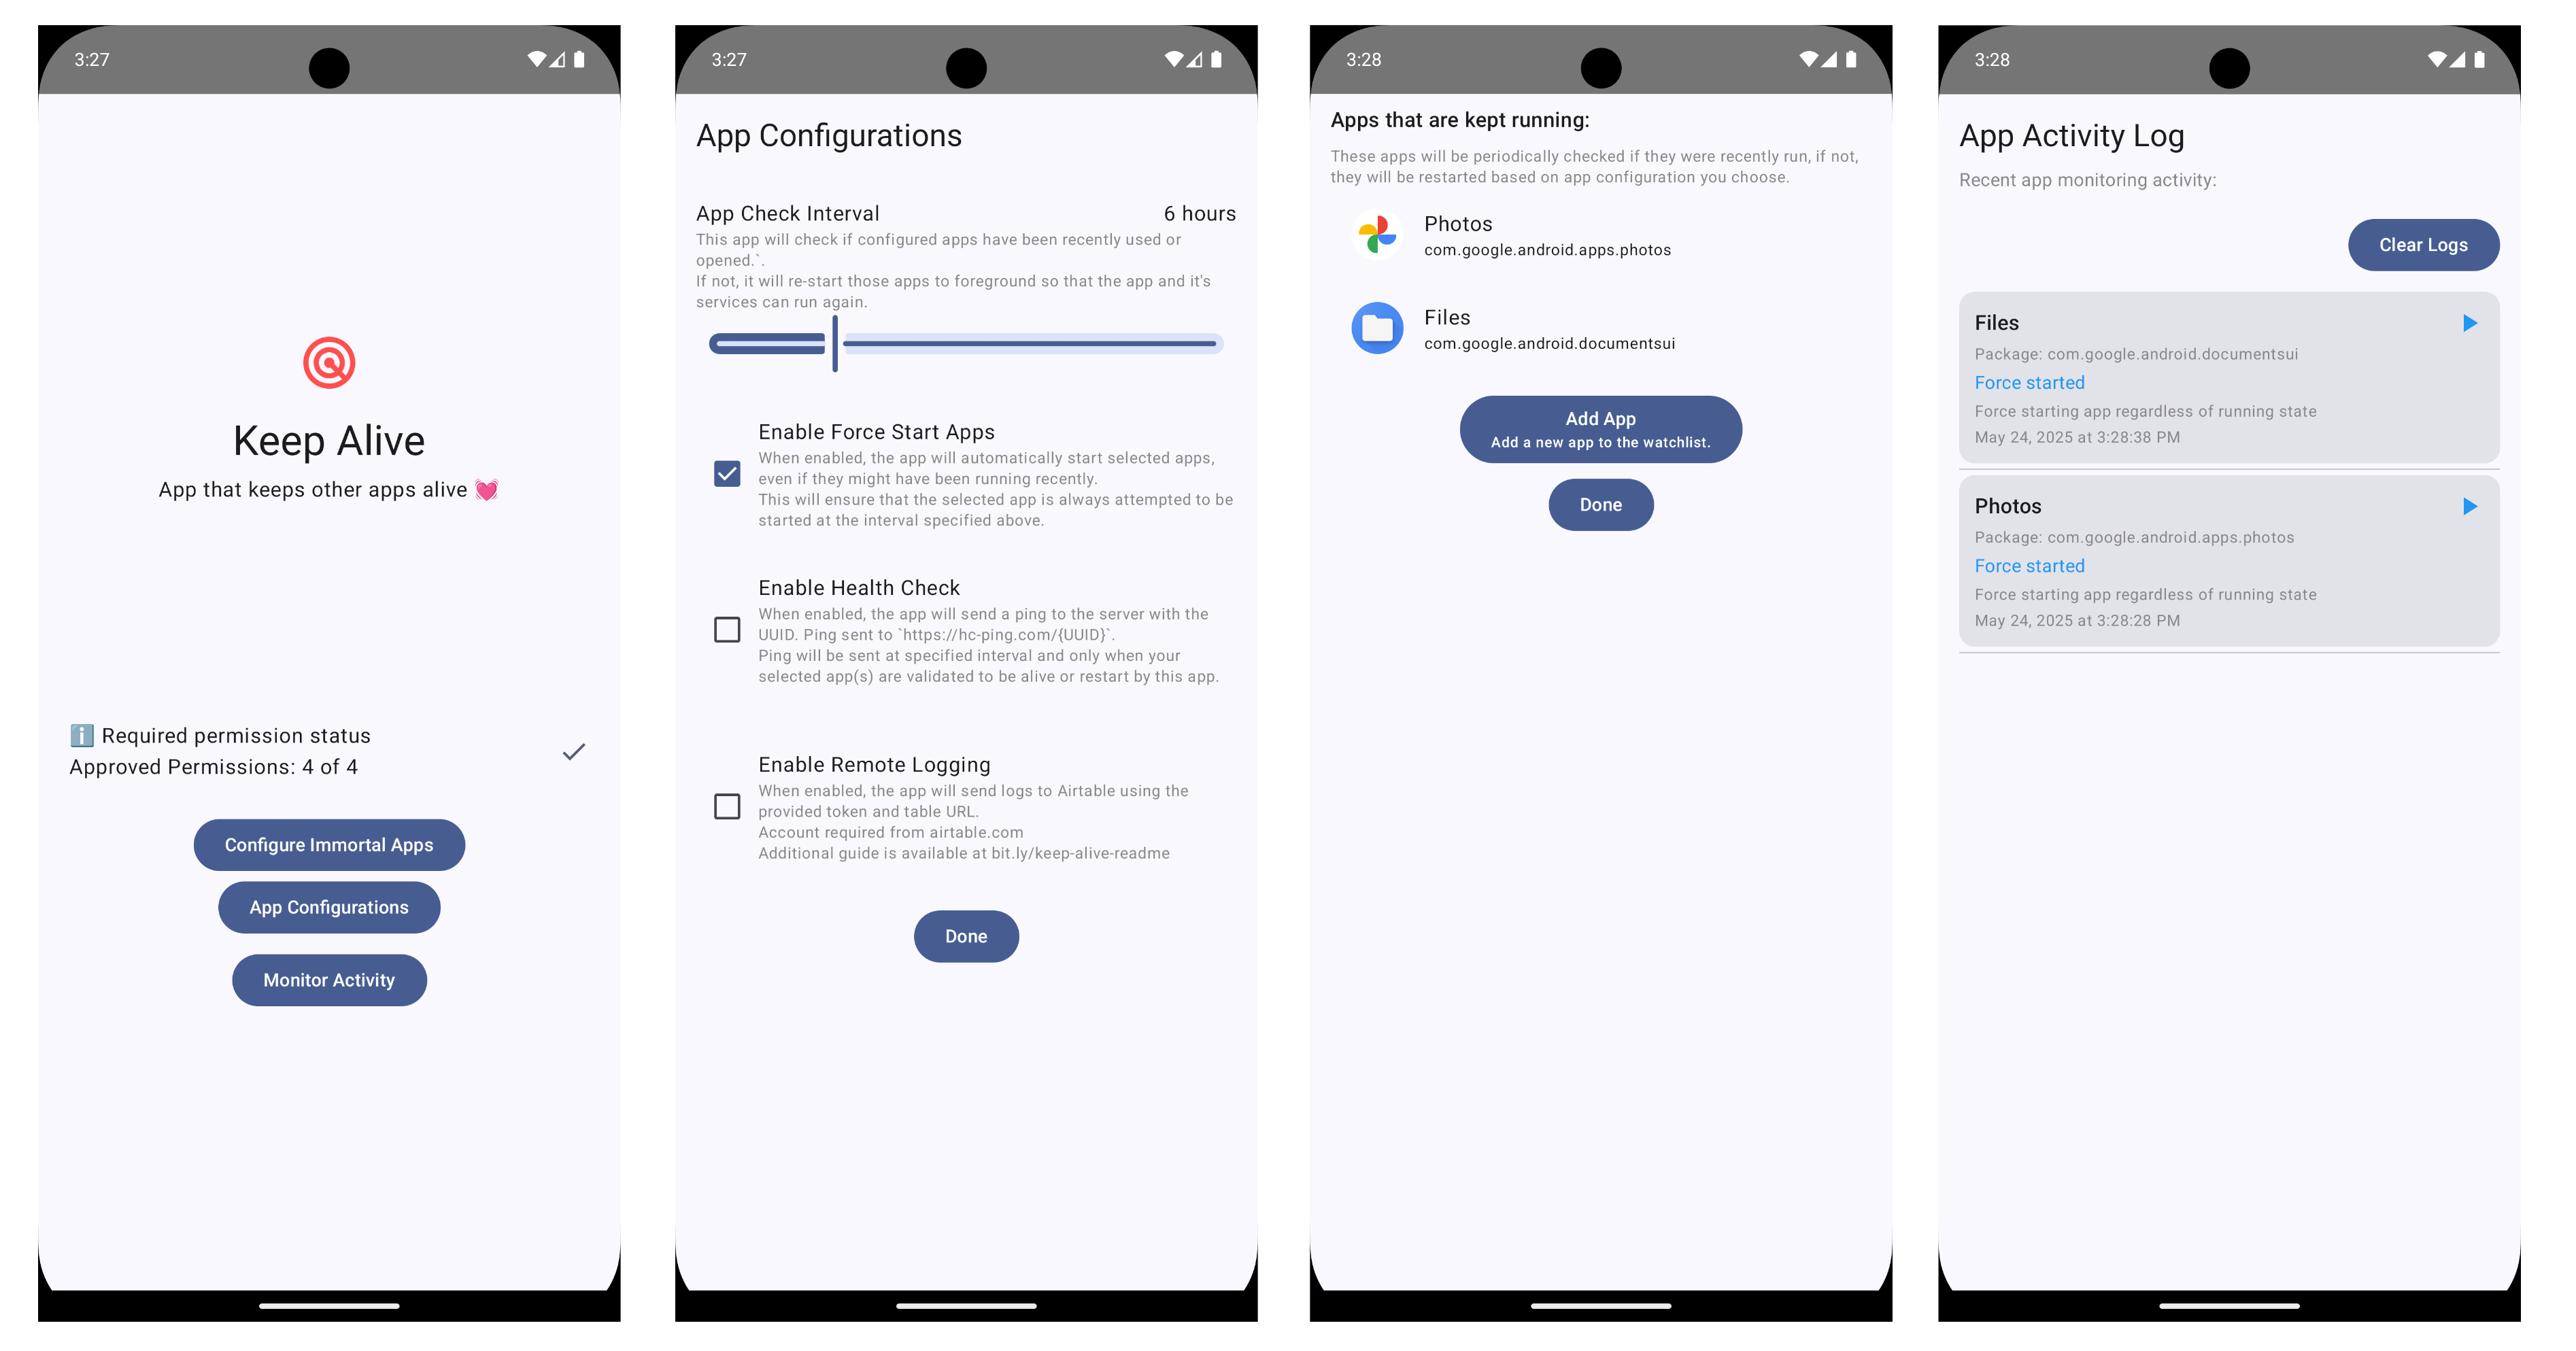 3:27
Keep Alive
App that keeps other apps alive 💓
ℹ️ Required permission status
Approved Permissions: 4 of 4
Configure Immortal Apps
App Configurations
Monitor Activity
3:27
App Configurations
App Check Interval 6 hours
This app will check if configured apps have been recently used or
opened.`.
If not, it will re-start those apps to foreground so that the app and it's
services can run again.
Enable Force Start Apps
When enabled, the app will automatically start selected apps,
even if they might have been running recently.
This will ensure that the selected app is always attempted to be
started at the interval specified above.
Enable Health Check
When enabled, the app will send a ping to the server with the
UUID. Ping sent to `https://hc-ping.com/{UUID}`.
Ping will be sent at specified interval and only when your
selected app(s) are validated to be alive or restart by this app.
Enable Remote Logging
When enabled, the app will send logs to Airtable using the
provided token and table URL.
Account required from airtable.com
Additional guide is available at bit.ly/keep-alive-readme
Done
3:28
Apps that are kept running:
These apps will be periodically checked if they were recently run, if not,
they will be restarted based on app configuration you choose.
Photos
com.google.android.apps.photos
Files
com.google.android.documentsui
Add App
Add a new app to the watchlist.
Done
3:28
App Activity Log
Recent app monitoring activity:
Clear Logs
Files
Package: com.google.android.documentsui
Force started
Force starting app regardless of running state
May 24, 2025 at 3:28:38 PM
Photos
Package: com.google.android.apps.photos
Force started
Force starting app regardless of running state
May 24, 2025 at 3:28:28 PM